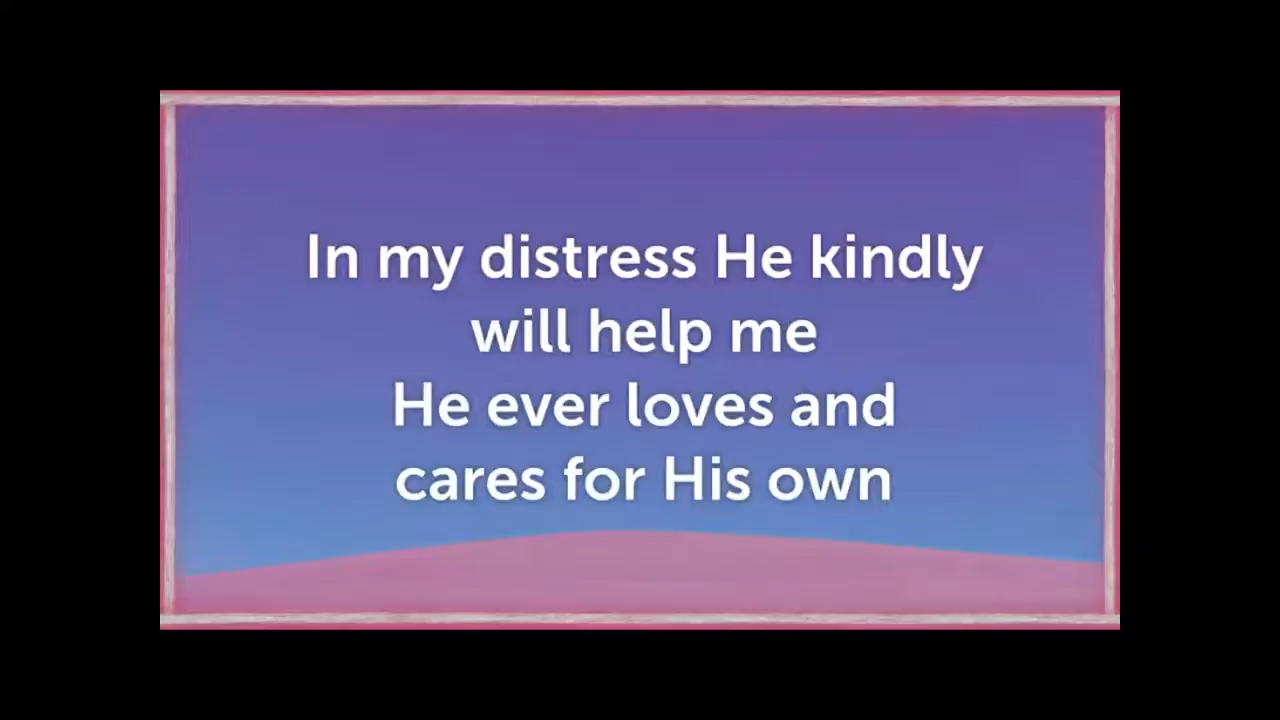 In my distress He kindly
will help me
He ever loves and
cares for His own